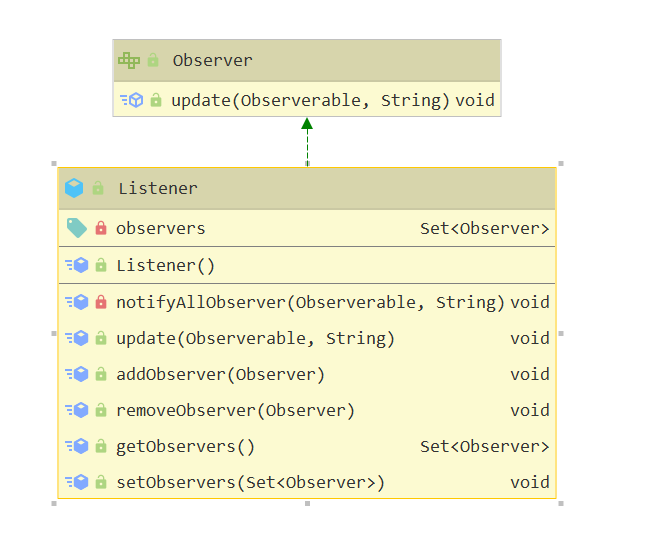 Observer
update(Observerable, String) void
Listener
observers Set<Observer>
Listener()
notifyAllObserver(Observerable, String) void
update(Observerable, String) void
addObserver(Observer) void
removeObserver(Observer) void
getObservers() Set<Observer>
setObservers(Set<Observer>) void